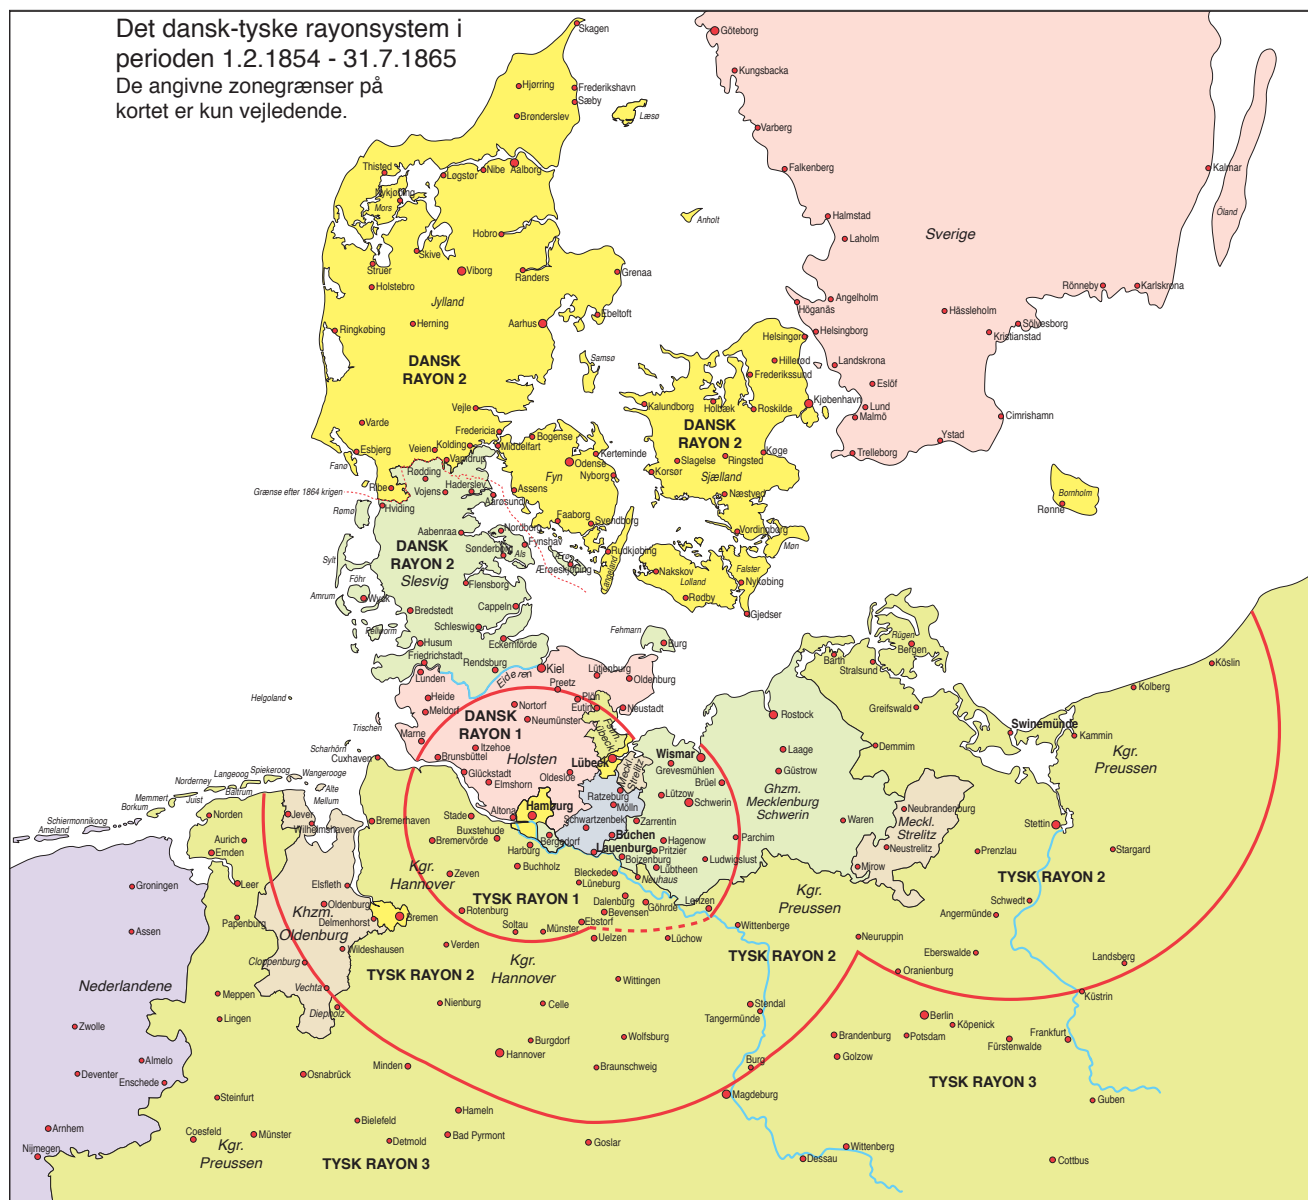 Det dansk-tyske rayonsystem i
perioden 1.2.1854 - 31.7.1865
De angivne zonegrænser på
kortet er kun vejledende.
Skagen
Göteborg
Kungsbacka
Hjørring
Frederikshavn
Sæby
Brønderslev
Læsø
Varberg
Thisted
Løgstør
Nibe
Aalborg
Falkenberg
Kalmar
Nykjøbing
Mors
Öland
Anholt
Halmstad
Laholm
Sverige
Hobro
Skive
Struer
Viborg
Randers
Grenaa
Holstebro
Jylland
Rönneby
Karlskrona
Angelholm
Höganäs
Ebeltoft
Hässleholm
Sölvesborg
Kristianstad
Ringkøbing
Herning
Aarhus
Helsingør
Helsingborg
DANSK
RAYON 2
Samsø
Hillerød
Frederikssund
Landskrona
Eslöf
Vejle
Kalundborg
Holbæk
Roskilde
Kjøbenhavn
Lund
Malmö
Cimrishamn
Varde
Fredericia
DANSK
RAYON 2
Ystad
Esbjerg
Veien
Kolding
Middelfart
Bogense
Kerteminde
Køge
Trelleborg
Fanø
Vamdrup
Odense
Slagelse
Ringsted
Rødding
Nyborg
Korsør
Sjælland
Fyn
Grænse efter 1864 krigen
Ribe
Vojens
Haderslev
Assens
Næstved
Bornholm
Rønne
Aarøsund
Rømø
Hviding
Faaborg
Svendborg
Vordingborg
Aabenraa
Nordborg
Fynshav
Møn
DANSK
RAYON 2
Sønderborg
Als
Rudkjøbing
Slesvig
Ærø
Ærøeskjøbing
Langeland
Nakskov
Lolland
Falster
Nykøbing
Sylt
Föhr
Flensborg
Wyck
Rødby
Amrum
Bredstedt
Cappeln
Gjedser
Pellworm
Schleswig
Husum
Eckernförde
Fehmarn
Burg
Rügen
Bergen
Friedrichstadt
Rendsburg
Kiel
Lütjenburg
Barth
Stralsund
Köslin
Lunden
Eideren
Preetz
Oldenburg
Kolberg
Helgoland
Heide
Plön
Meldorf
Nortorf
Eutin
Neustadt
Rostock
Greifswald
DANSK
RAYON 1
Neumünster
Fstm.
Lübeck
Swinemünde
Kammin
Trischen
Marne
Itzehoe
Wismar
Laage
Demmim
Kgr.
Preussen
Scharhörn
Cuxhaven
Brunsbüttel
Holsten
Lübeck
Grevesmühlen
Norderney
Langeoog
Spiekeroog
Wangerooge
Glückstadt
Oldesloe
Meckl.
Strelitz
Güstrow
Memmert
Juist
Baltrum
Alte
Mellum
Elmshorn
Ratzeburg
Lützow
Brüel
Ghzm.
Mecklenburg
Schwerin
Borkum
Schwerin
Norden
Jever
Altona
Hamburg
Mölln
Neubrandenburg
Schiermonnikoog
Ameland
Wilhelmshaven
Bremerhaven
Stade
Schwartzenbek
Zarrentin
Waren
Meckl.
Strelitz
Stettin
Aurich
Bremervörde
Buxstehude
Bergedorf
Büchen
Hagenow
Parchim
Neustrelitz
Emden
Harburg
Lauenburg
Pritzier
Prenzlau
Stargard
Kgr.
Hannover
Boizenburg
Ludwigslust
Mirow
Leer
Zeven
Buchholz
Bleckede
Lübtheen
Neuhaus
TYSK RAYON 2
Groningen
Elsfleth
Lüneburg
Kgr.
Preussen
Khzm.
Oldenburg
Oldenburg
TYSK RAYON 1
Dalenburg
Göhrde
Lenzen
Schwedt
Papenburg
Delmenhorst
Bremen
Rotenburg
Bevensen
Angermünde
Assen
Soltau
Münster
Ebstorf
Wittenberge
Wildeshausen
Verden
Uelzen
Lüchow
Neuruppin
Eberswalde
Cloppenburg
TYSK RAYON 2
Kgr.
Hannover
TYSK RAYON 2
Landsberg
Oranienburg
Nederlandene
Meppen
Vechta
Wittingen
Küstrin
Diepholz
Nienburg
Celle
Stendal
Lingen
Tangermünde
Berlin
Zwolle
Köpenick
Burgdorf
Wolfsburg
Brandenburg
Potsdam
Fürstenwalde
Frankfurt
Hannover
Almelo
Minden
Braunschweig
Burg
Golzow
Deventer
Enschede
Osnabrück
TYSK RAYON 3
Steinfurt
Magdeburg
Guben
Hameln
Arnhem
Bielefeld
Coesfeld
Münster
Detmold
Bad Pyrmont
Goslar
Wittenberg
Nijmegen
Kgr.
Preussen
TYSK RAYON 3
Dessau
Cottbus